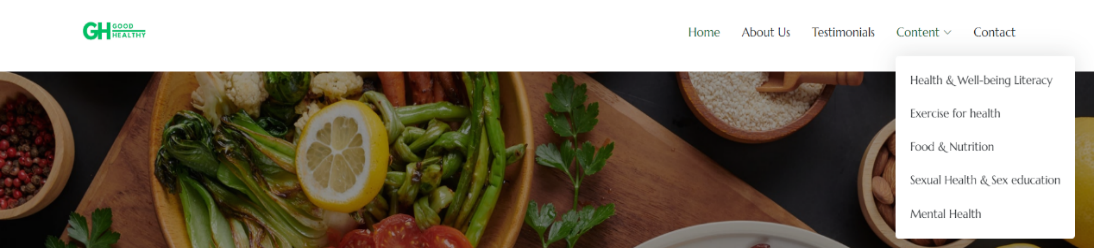 GH GOOD
HEALTHY
Home About Us Testimonials Content Contact
Health & Well-being Literacy
Exercise for health
Food & Nutrition
Sexual Health & Sex education
Mental Health